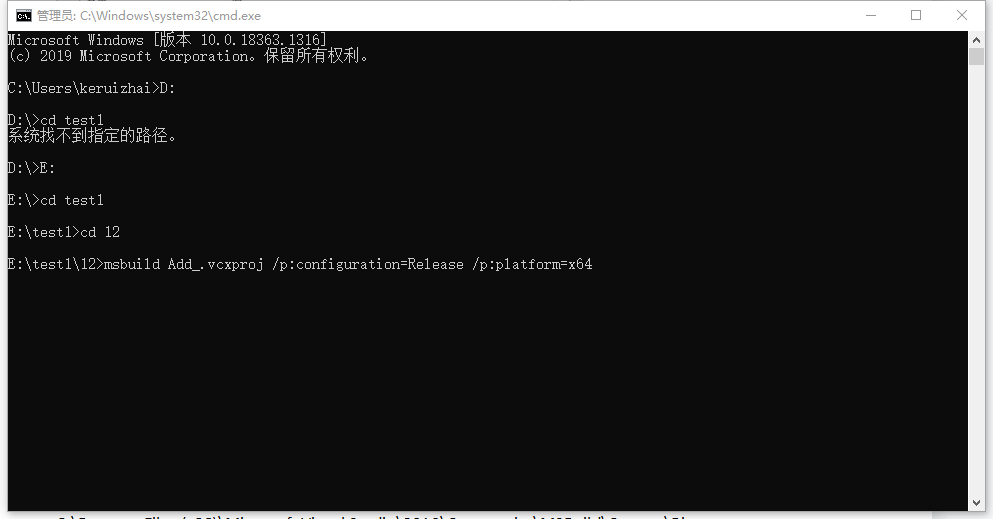 管理员: C:\Windows\system32\cmd.exe
Microsoft Windows [版本 10.0.18363.1316]
(c) 2019 Microsoft Corporation。保留所有权利。
C:\Users\keruizhai>D:
D:\>cd test1
系统找不到指定的路径。
D:\>E:
E:\>cd test1
E:\test1>cd 12
E:\test1\12>msbuild Add_.vcxproj /p:configuration=Release /p:platform=x64